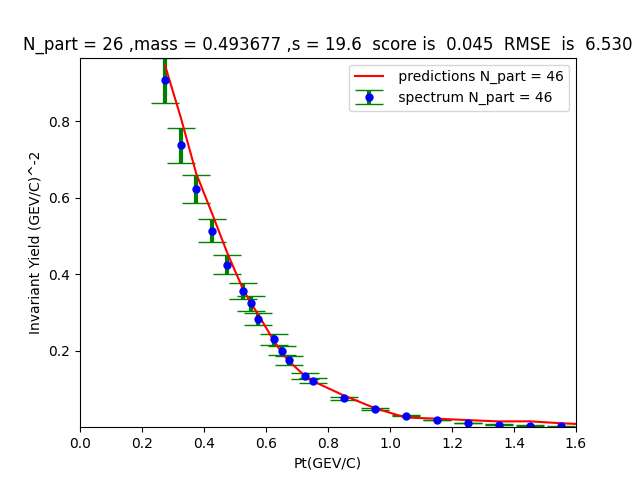 N_part = 26 ,mass = 0.493677 ,s = 19.6  score is  0.045  RMSE  is  6.530
predictions N_part = 46
spectrum N_part = 46
Invariant Yield (GEV/C)^-2
0.8
0.6
0.4
0.2
0.0 0.2 0.4 0.6 0.8 1.0 1.2 1.4 1.6
Pt(GEV/C)